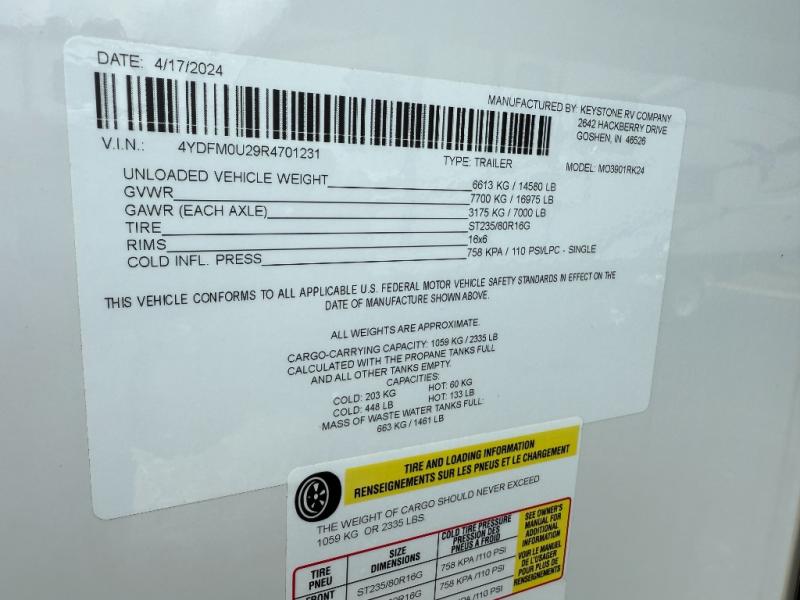 DATE: 4/17/2024
MANUFACTURED BY: KEYSTONE RV COMPANY
2642 HACKBERRY DRIVE
GOSHEN, IN 46526
V.I.N.: 4YDFM0U29R4701231
TYPE: TRAILER
MODEL: MO3901RK24
UNLOADED VEHICLE WEIGHT 6613 KG / 14580 LB
GVWR 7700 KG / 16975 LB
GAWR (EACH AXLE) 3175 KG / 7000 LB
TIRE ST235/80R16G
RIMS 16x6
COLD INFL. PRESS 758 KPA / 110 PSI/LPC - SINGLE
THIS VEHICLE CONFORMS TO ALL APPLICABLE U.S. FEDERAL MOTOR VEHICLE SAFETY STANDARDS IN EFFECT ON THE
DATE OF MANUFACTURE SHOWN ABOVE.
ALL WEIGHTS ARE APPROXIMATE.
CARGO-CARRYING CAPACITY: 1059 KG / 2335 LB
CALCULATED WITH THE PROPANE TANKS FULL
AND ALL OTHER TANKS EMPTY.
CAPACITIES:
COLD: 203 KG HOT: 60 KG
COLD: 448 LB HOT: 133 LB
MASS OF WASTE WATER TANKS FULL:
663 KG / 1461 LB
TIRE AND LOADING INFORMATION
RENSEIGNEMENTS SUR LES PNEUS ET LE CHARGEMENT
THE WEIGHT OF CARGO SHOULD NEVER EXCEED
1059 KG OR 2335 LBS.
TIRE
PNEU
SIZE
DIMENSIONS
COLD TIRE PRESSURE
PRESSION DES
PNEUS A FROID
SEE OWNER'S
MANUAL FOR
ADDITIONAL
INFORMATION
VOIR LE MANUEL
DE L'USAGER
POUR PLUS DE
RENSEIGNEMENTS
FRONT ST235/80R16G 758 KPA /110 PSI
758 KPA /110 PSI